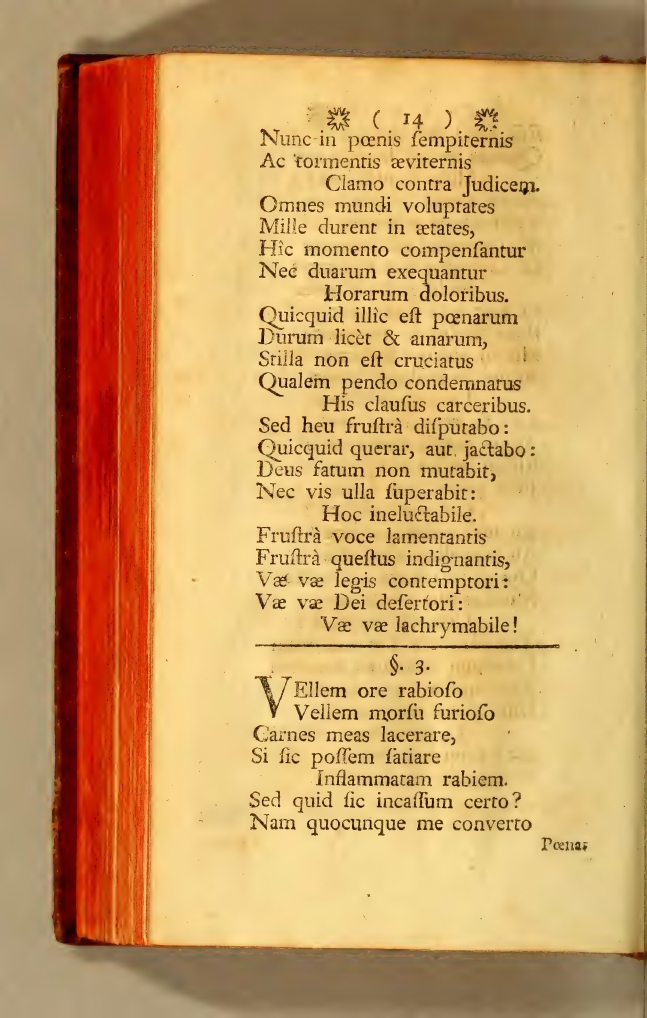 ( 14 )
Nunc in pœnis ſempiternis
Ac tormentis æviternis
Clamo contra Judicem.
Omnes mundi voluptates
Mille durent in ætates,
Hîc momento compenſantur
Nec duarum exequantur
Horarum doloribus.
Quicquid illîc eſt pœnarum
Durum licèt & amarum,
Stilla non eſt cruciatus
Qualem pendo condemnatus
His clauſus carceribus.
Sed heu fruſtrà diſputabo:
Quicquid querar, aut jactabo:
Deus fatum non mutabit,
Nec vis ulla ſuperabit:
Hoc ineluctabile.
Fruſtrà voce lamentantis
Fruſtrà queſtus indignantis,
Væ væ legis contemptori:
Væ væ Dei deſertori:
Væ væ lachrymabile!
§. 3.
VEllem ore rabioſo
Vellem morſu furioſo
Carnes meas lacerare,
Si ſic poſſem ſatiare
Inflammatam rabiem.
Sed quid ſic incaſſum certo?
Nam quocunque me converto
Pœnas